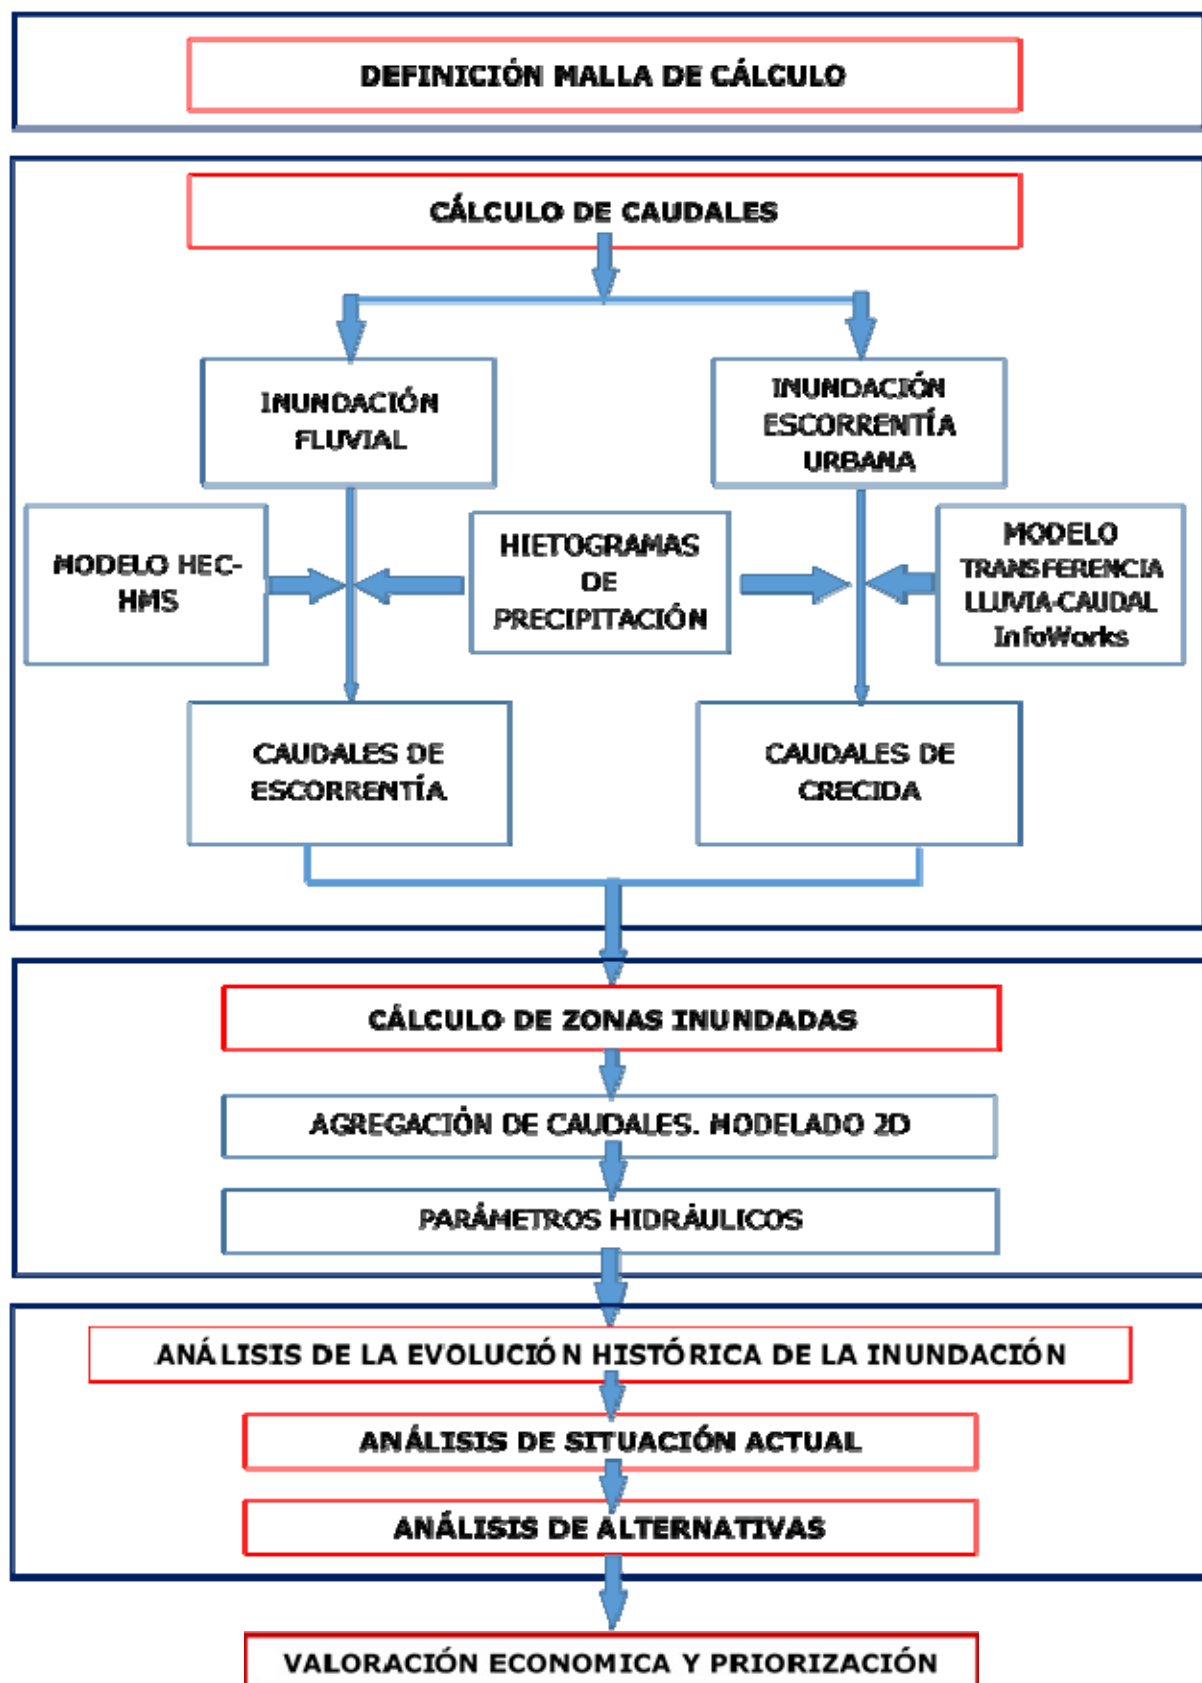 DEFINICIÓN MALLA DE CÁLCULO
CÁLCULO DE CAUDALES
INUNDACIÓN
FLUVIAL
INUNDACIÓN
ESCORRENTÍA
URBANA
MODELO HEC-
HMS
HIETOGRAMAS
DE
PRECIPITACIÓN
MODELO
TRANSFERENCIA
LLUVIA-CAUDAL
InfoWorks
CAUDALES DE
ESCORRENTÍA
CAUDALES DE
CRECIDA
CÁLCULO DE ZONAS INUNDADAS
AGREGACIÓN DE CAUDALES. MODELADO 2D
PARÁMETROS HIDRÁULICOS
ANÁLISIS DE LA EVOLUCIÓN HISTÓRICA DE LA INUNDACIÓN
ANÁLISIS DE SITUACIÓN ACTUAL
ANÁLISIS DE ALTERNATIVAS
VALORACIÓN ECONOMICA Y PRIORIZACIÓN